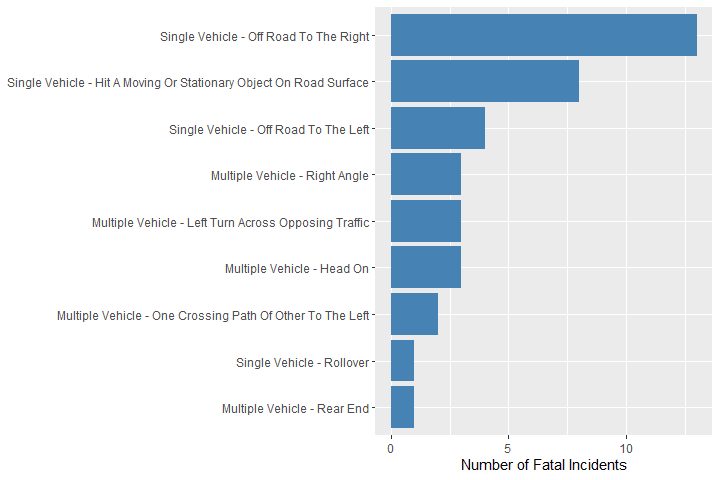 Single Vehicle - Off Road To The Right
Single Vehicle - Hit A Moving Or Stationary Object On Road Surface
Single Vehicle - Off Road To The Left
Multiple Vehicle - Right Angle
Multiple Vehicle - Left Turn Across Opposing Traffic
Multiple Vehicle - Head On
Multiple Vehicle - One Crossing Path Of Other To The Left
Single Vehicle - Rollover
Multiple Vehicle - Rear End
0 5 10
Number of Fatal Incidents